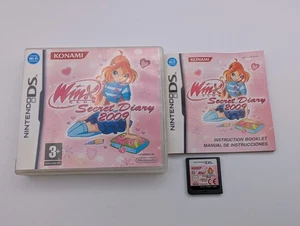 NINTENDO DS
KONAMI
Winx
CLUB
Secret Diary
2009
3+
KONAMI
Winx
CLUB
Secret Diary
2009
INSTRUCTION BOOKLET
MANUAL DE INSTRUCCIONES
NINTENDO DS